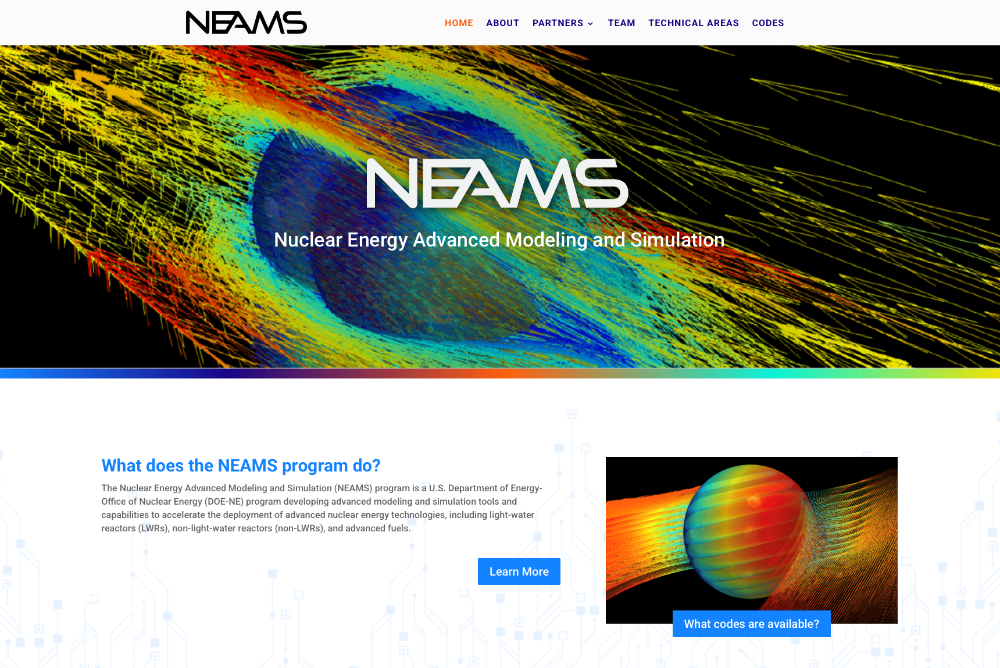 NEAMS
HOME ABOUT PARTNERS TEAM TECHNICAL AREAS CODES
NEAMS
Nuclear Energy Advanced Modeling and Simulation
What does the NEAMS program do?
The Nuclear Energy Advanced Modeling and Simulation (NEAMS) program is a U.S. Department of Energy-
Office of Nuclear Energy (DOE-NE) program developing advanced modeling and simulation tools and
capabilities to accelerate the deployment of advanced nuclear energy technologies, including light-water
reactors (LWRs), non-light-water reactors (non-LWRs), and advanced fuels.
Learn More
What codes are available?